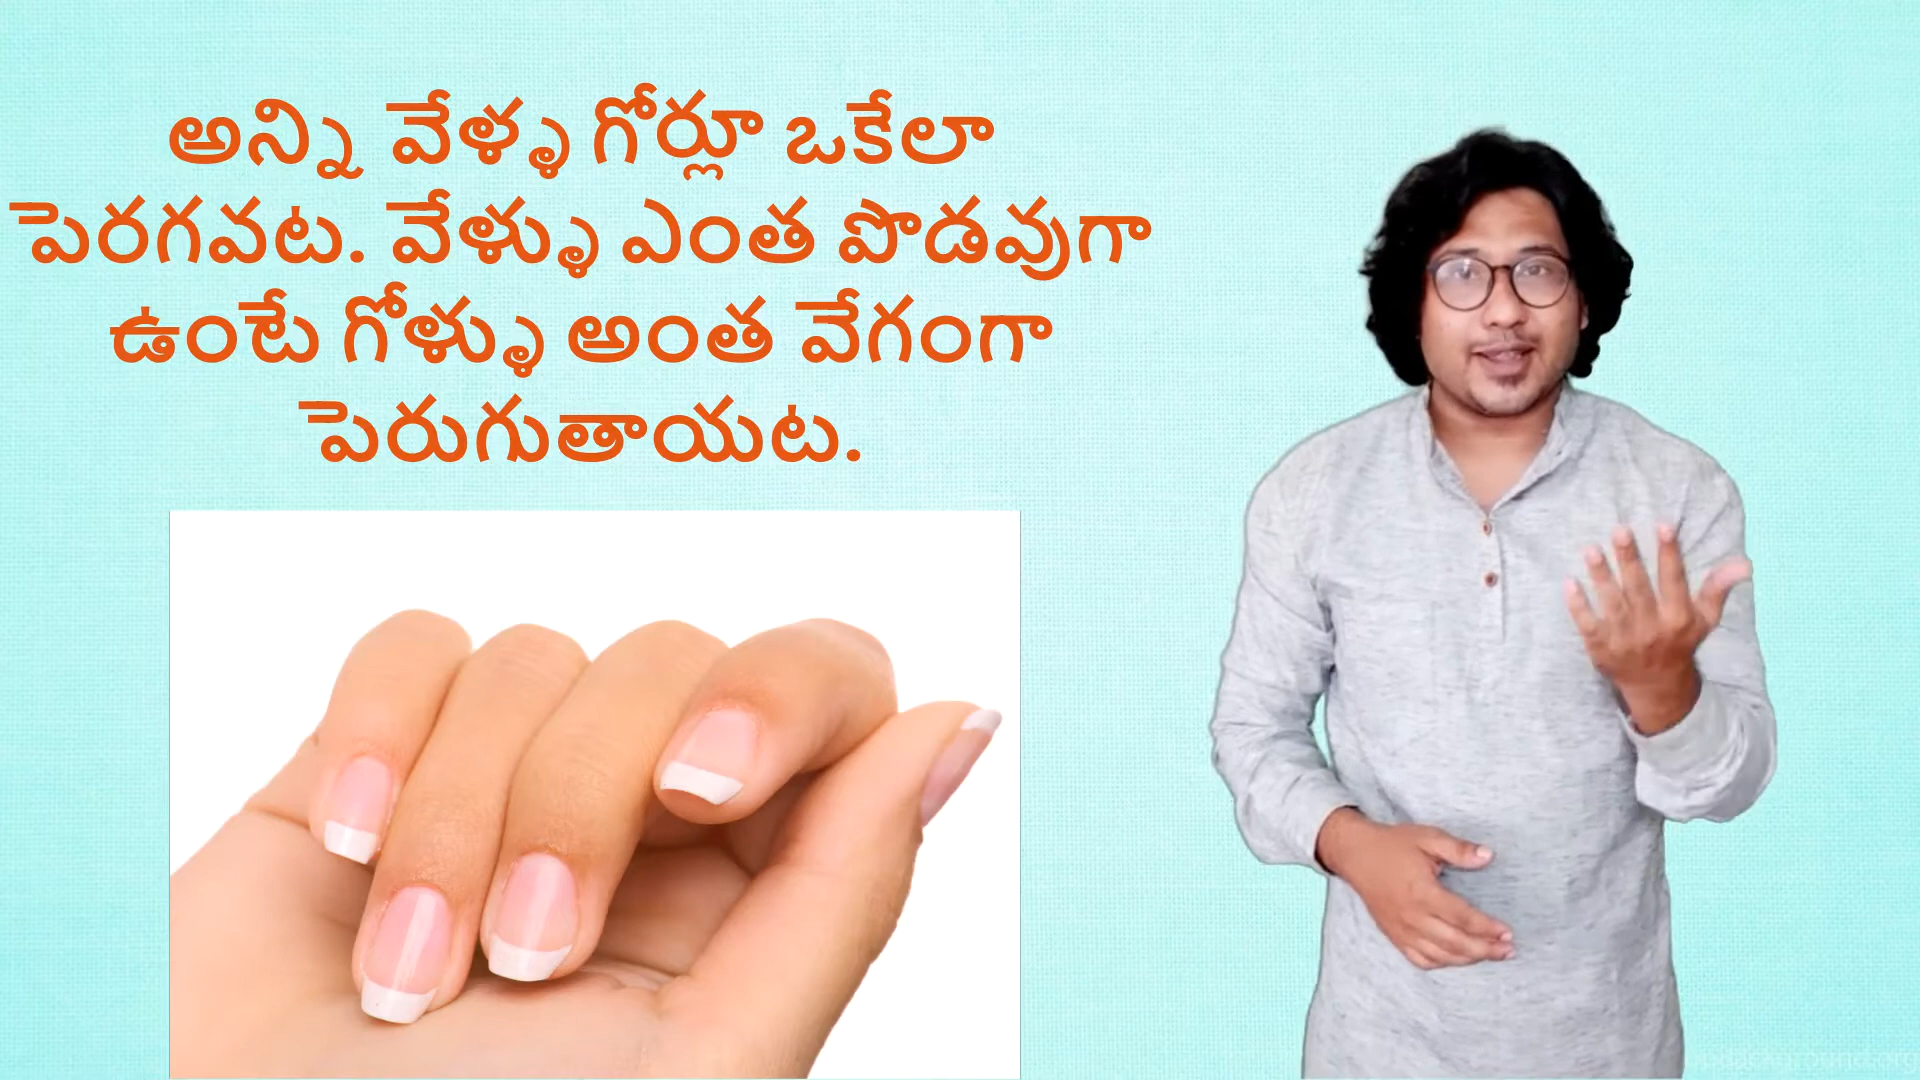 అన్ని వేళ్ళ గోర్లూ ఒకేలా
పెరగవట. వేళ్ళు ఎంత పొడవుగా
ఉంటే గోళ్ళు అంత వేగంగా
పెరుగుతాయట.